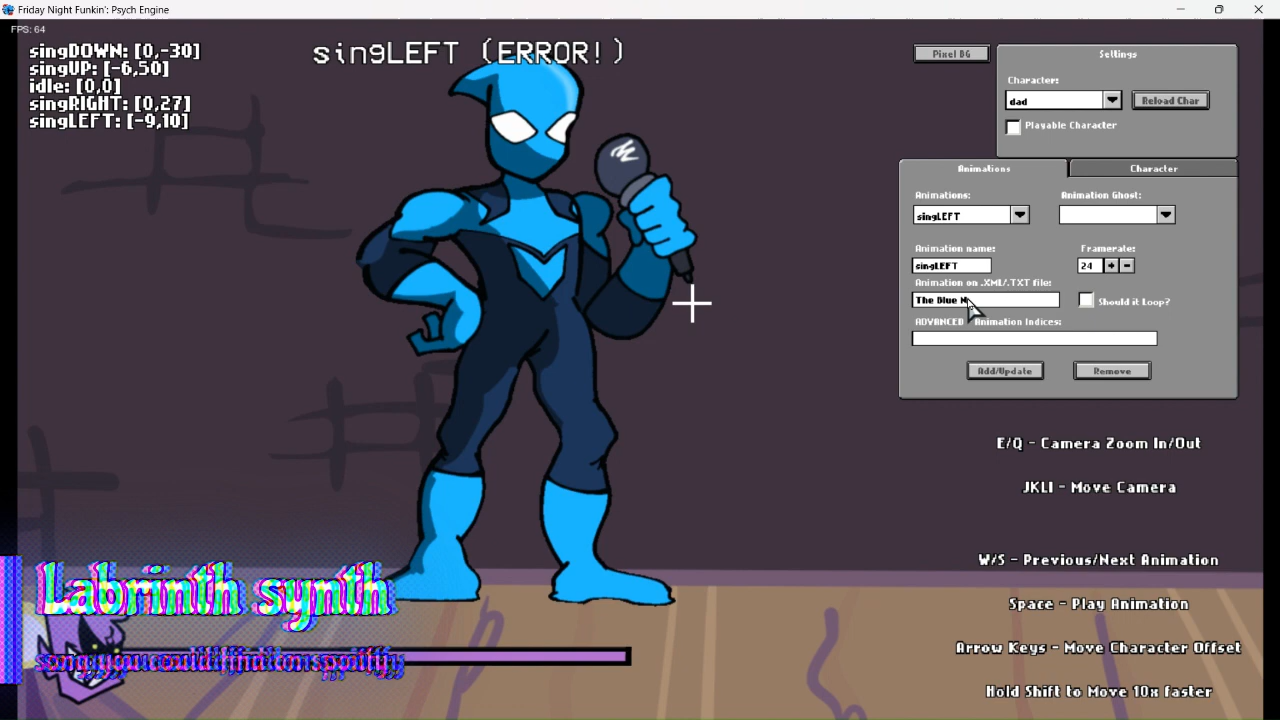 Friday Night Funkin': Psych Engine
FPS: 64
singDOWN: [0,-30]
singUP: [-6,50]
idle: [0,0]
singRIGHT: [0,27]
singLEFT: [-9,10]
singLEFT (ERROR!)
Pixel BG
Settings
Character:
dad
Reload Char
Playable Character
Animations
Character
Animations:
Animation Ghost:
singLEFT
Animation name:
Framerate:
singLEFT
24
+
-
Animation on .XML/.TXT file:
The Blue
Should it Loop?
ADVANCED - Animation Indices:
Add/Update
Remove
E/Q - Camera Zoom In/Out
JKLI - Move Camera
W/S - Previous/Next Animation
Space - Play Animation
Arrow Keys - Move Character Offset
Hold Shift to Move 10x faster
Labrinth synth